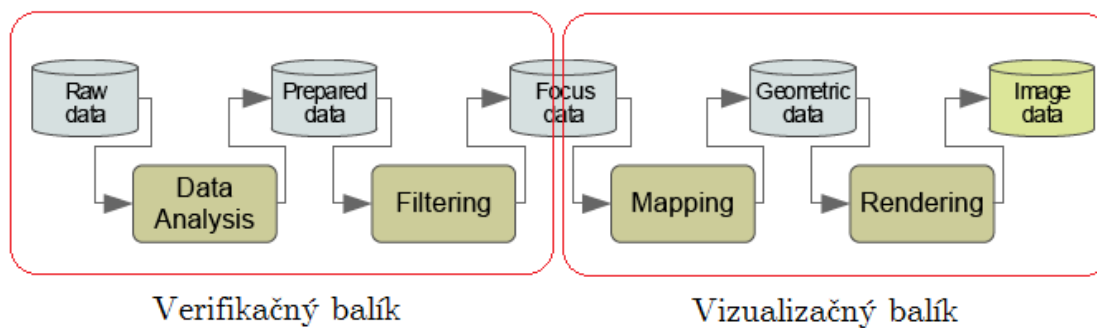 Raw
data
Prepared
data
Focus
data
Geometric
data
Image
data
Data
Analysis
Filtering
Mapping
Rendering
Verifikačný balík
Vizualizačný balík